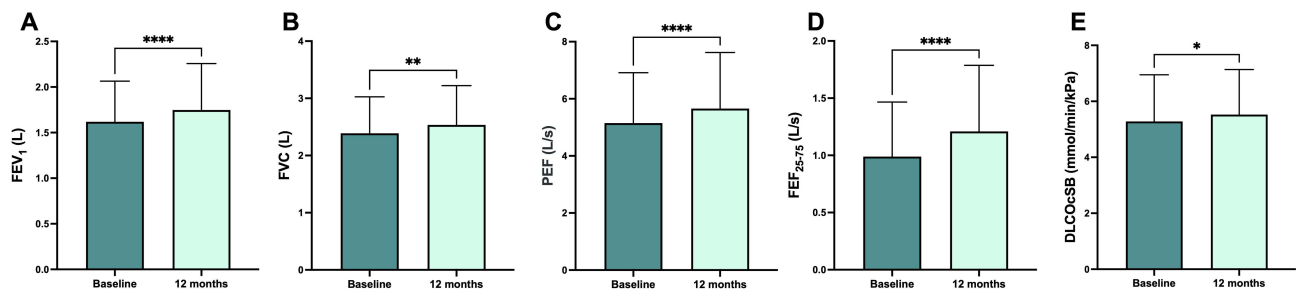 A
FEV1 (L)
2.5
2.0
1.5
1.0
0.5
0.0
****
Baseline
12 months
B
FVC (L)
4
3
2
1
0
**
Baseline
12 months
C
PEF (L/s)
8
6
4
2
0
****
Baseline
12 months
D
FEF25-75 (L/s)
2.0
1.5
1.0
0.5
0.0
****
Baseline
12 months
E
DLCOcSB (mmol/min/kPa)
8
6
4
2
0
*
Baseline
12 months